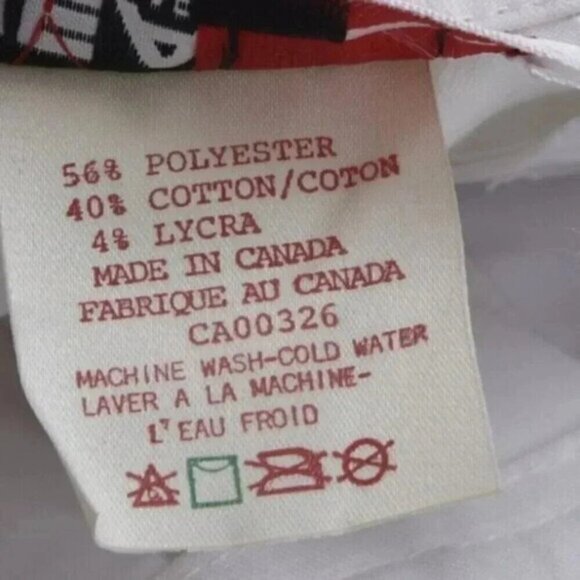 56% POLYESTER
40% COTTON/COTON
4% LYCRA
MADE IN CANADA
FABRIQUE AU CANADA
CA00326
MACHINE WASH-COLD WATER
LAVER A LA MACHINE-
L'EAU FROID